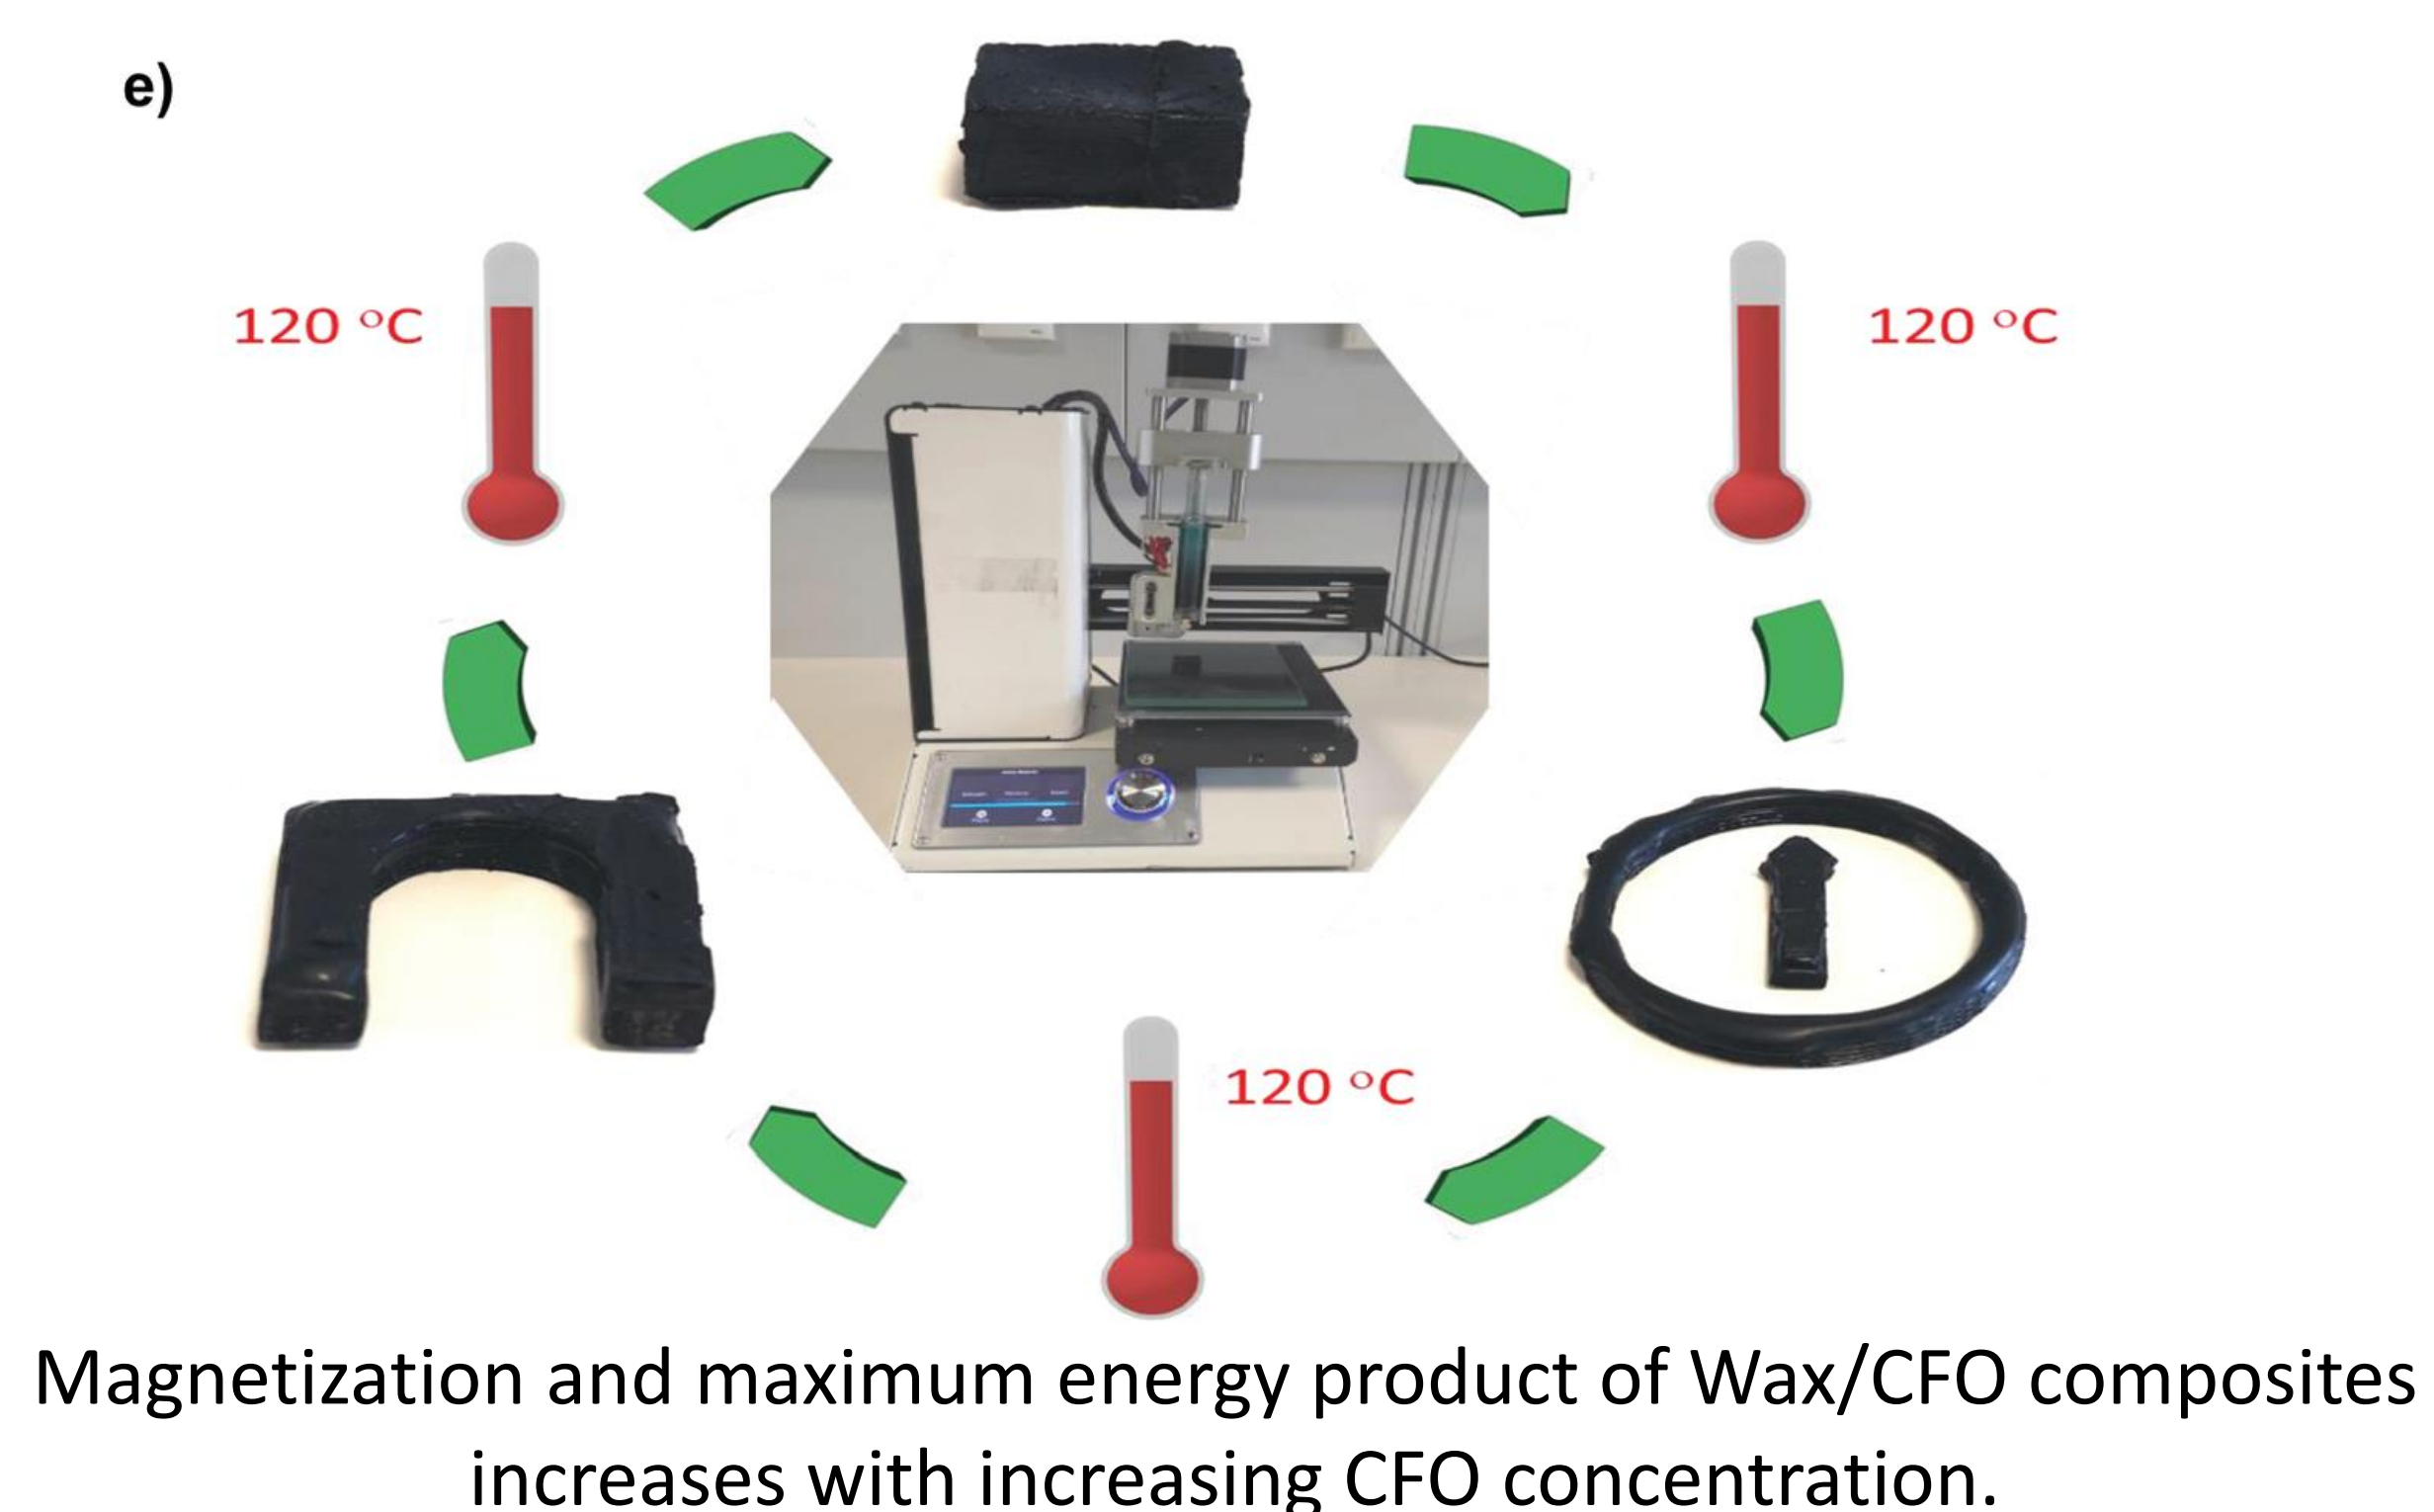 e)
120 °C
120 °C
120 °C
Magnetization and maximum energy product of Wax/CFO composites
increases with increasing CFO concentration.